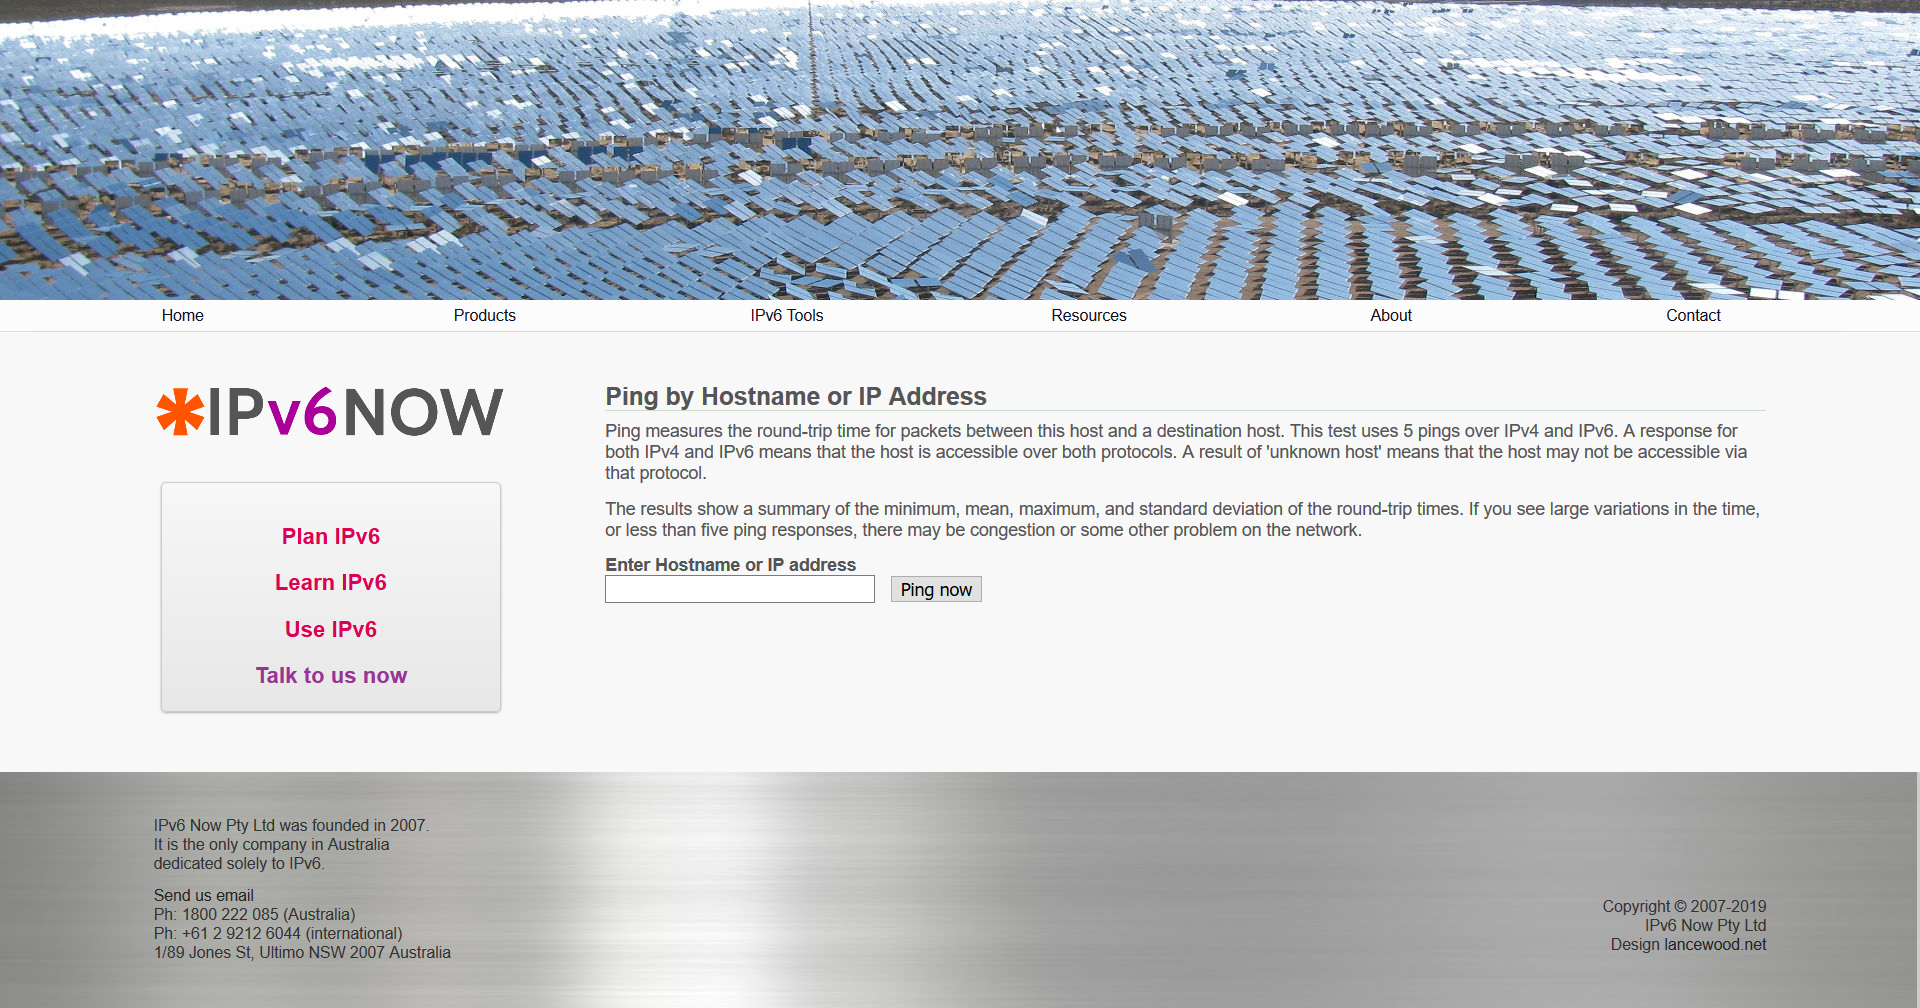 Home
Products
IPv6 Tools
Resources
About
Contact
*IPv6NOW
Plan IPv6
Learn IPv6
Use IPv6
Talk to us now
Ping by Hostname or IP Address
Ping measures the round-trip time for packets between this host and a destination host. This test uses 5 pings over IPv4 and IPv6. A response for
both IPv4 and IPv6 means that the host is accessible over both protocols. A result of 'unknown host' means that the host may not be accessible via
that protocol.
The results show a summary of the minimum, mean, maximum, and standard deviation of the round-trip times. If you see large variations in the time,
or less than five ping responses, there may be congestion or some other problem on the network.
Enter Hostname or IP address
Ping now
IPv6 Now Pty Ltd was founded in 2007.
It is the only company in Australia
dedicated solely to IPv6.
Send us email
Ph: 1800 222 085 (Australia)
Ph: +61 2 9212 6044 (international)
1/89 Jones St, Ultimo NSW 2007 Australia
Copyright © 2007-2019
IPv6 Now Pty Ltd
Design lancewood.net